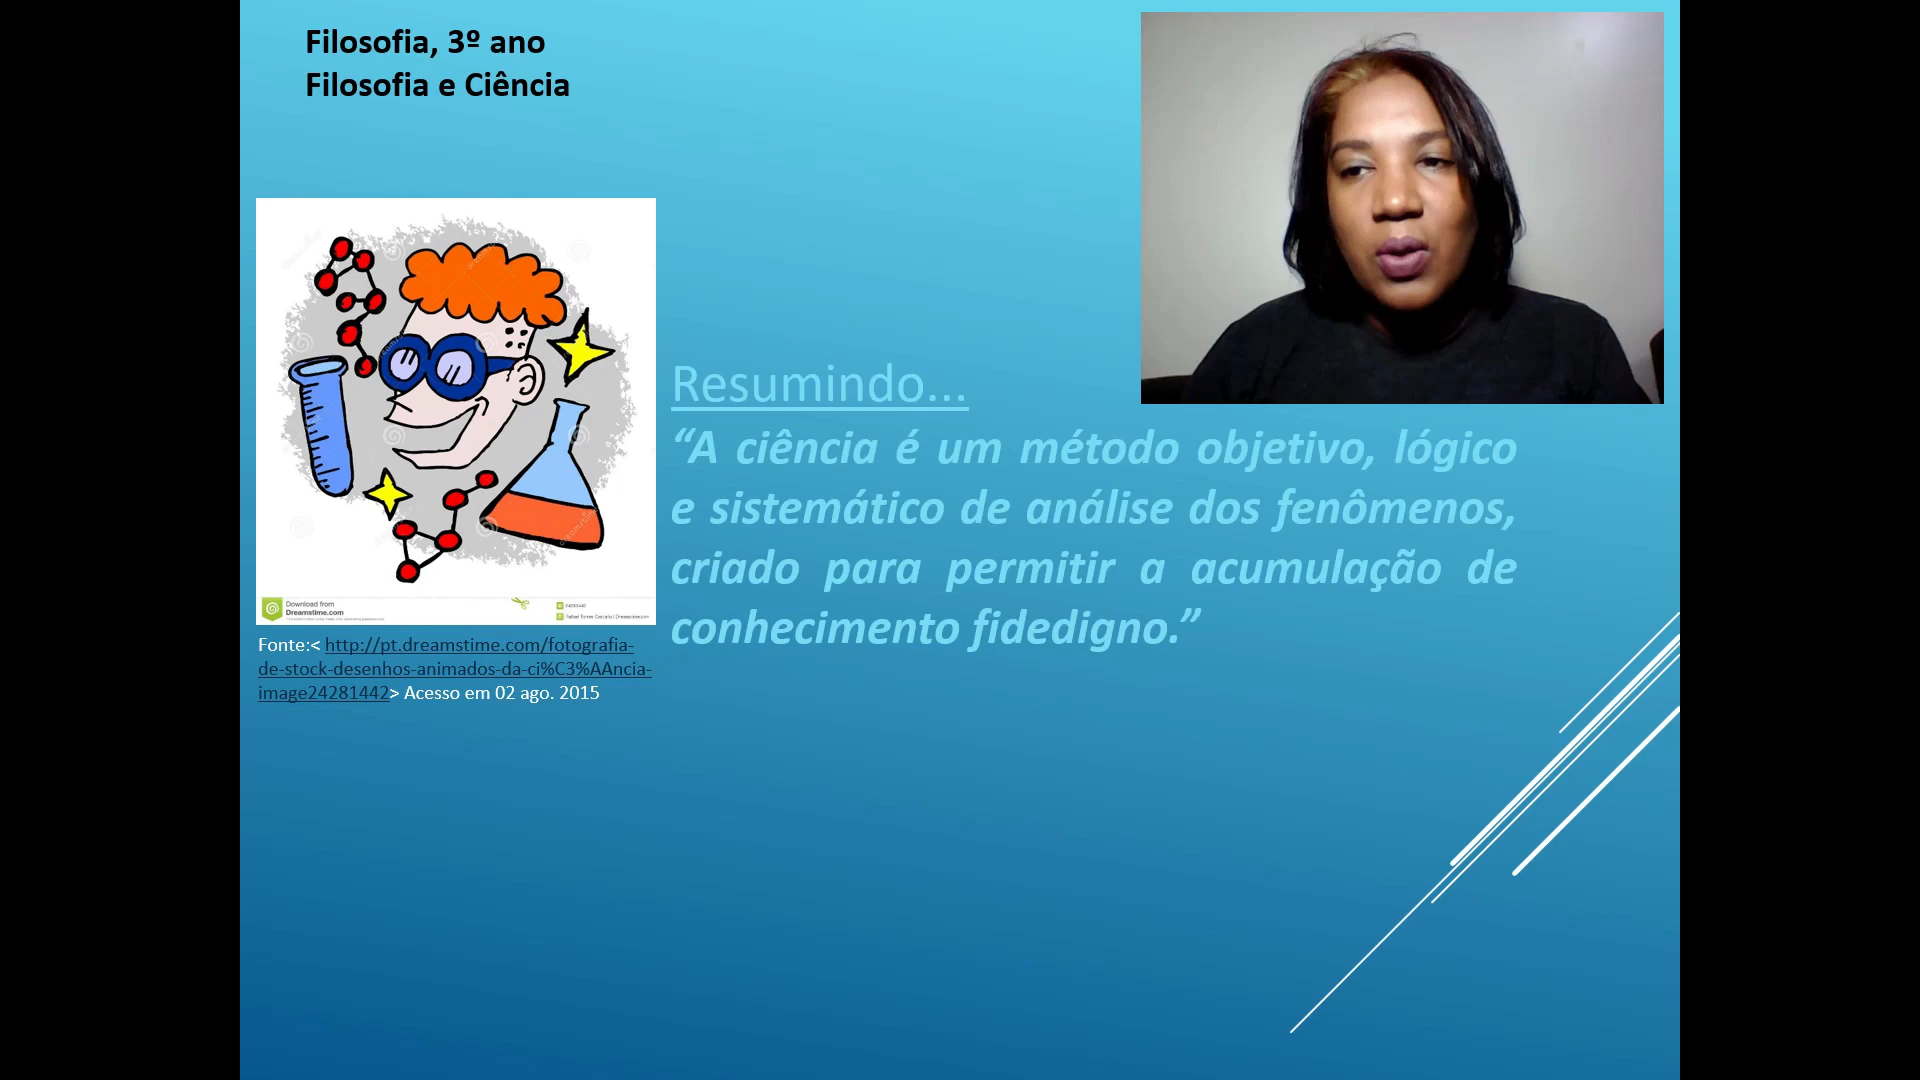 Filosofia, 3º ano
Filosofia e Ciência
Resumindo...
“A ciência é um método objetivo, lógico
e sistemático de análise dos fenômenos,
criado para permitir a acumulação de
conhecimento fidedigno.”
Download from
Dreamstime.com
Fonte:< http://pt.dreamstime.com/fotografia-
de-stock-desenhos-animados-da-ci%C3%AAncia-
image24281442> Acesso em 02 ago. 2015